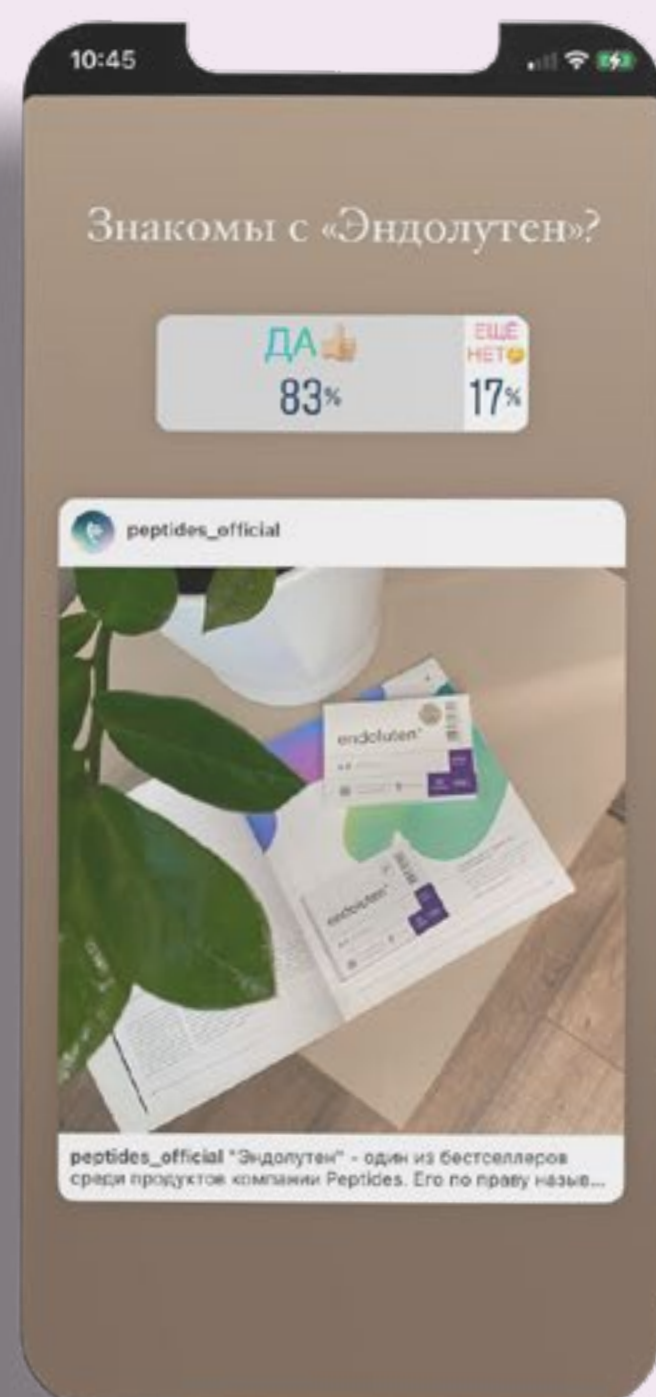 10:45
Знакомы с «Эндолутен»?
ДА👍
83%
ЕЩЁ
НЕТ
17%
peptides_official
endoluten
endoluten
peptides_official "Эндолутен" - один из бестселлеров
среди продуктов компании Peptides. Его по праву назыв...